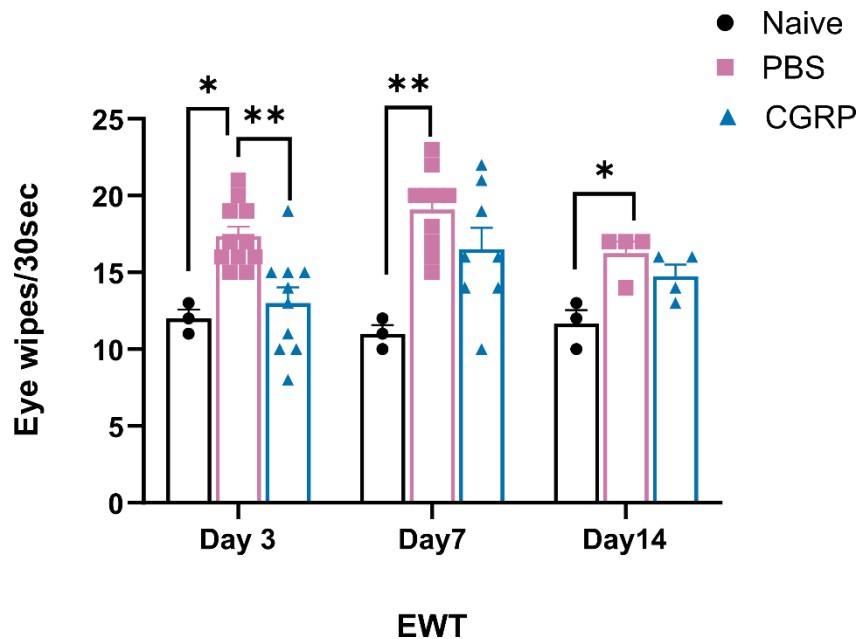 Naive
PBS
CGRP
* ** ** *
25
20
15
10
5
0
Eye wipes/30sec
Day 3 Day7 Day14
EWT